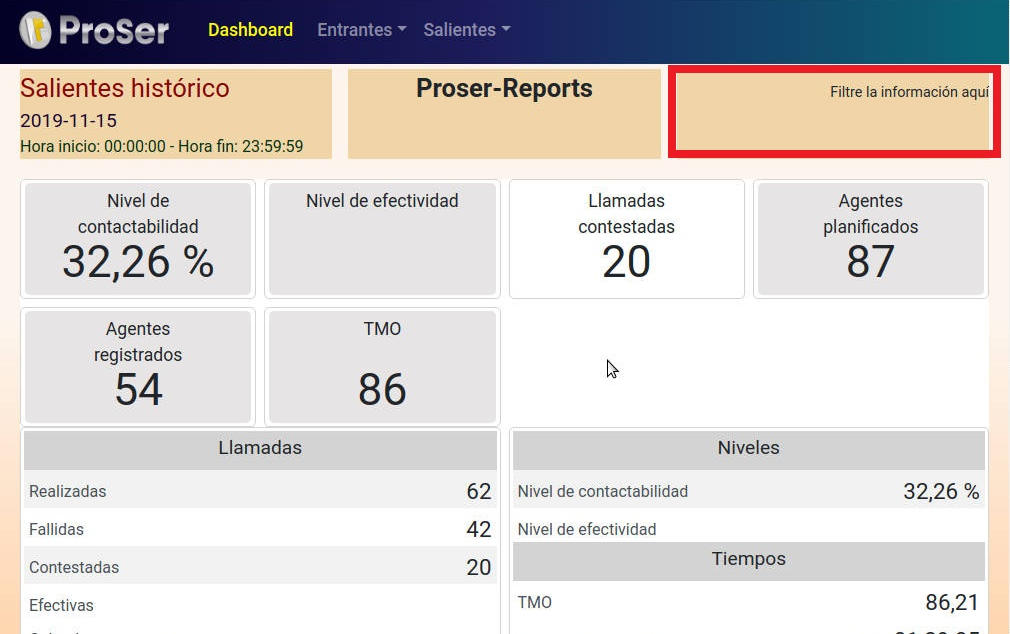 ProSer Dashboard Entrantes Salientes
Salientes histórico
2019-11-15
Hora inicio: 00:00:00 - Hora fin: 23:59:59
Proser-Reports
Filtre la información aquí
Nivel de
contactabilidad
32,26 %
Nivel de efectividad
Llamadas
contestadas
20
Agentes
planificados
87
Agentes
registrados
54
TMO
86
Llamadas
Realizadas 62
Fallidas 42
Contestadas 20
Efectivas
Niveles
Nivel de contactabilidad 32,26 %
Nivel de efectividad
Tiempos
TMO 86,21